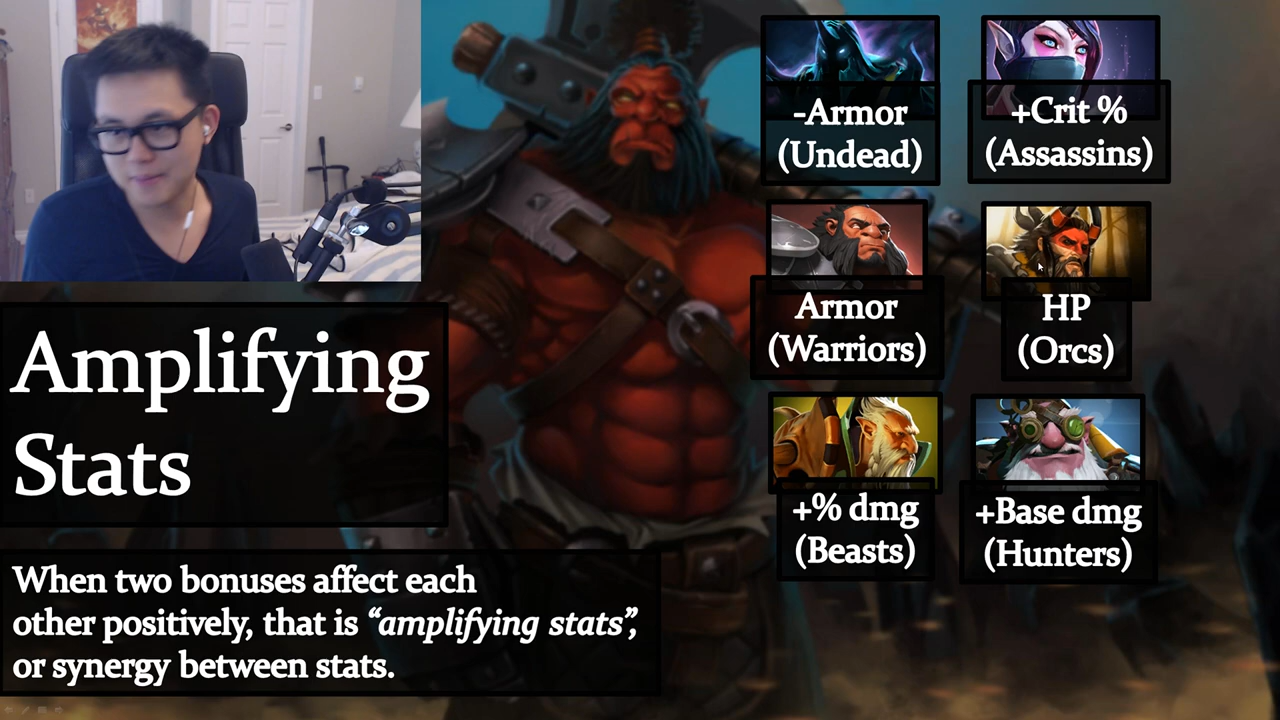 Amplifying
Stats
When two bonuses affect each
other positively, that is “amplifying stats”,
or synergy between stats.
-Armor
(Undead)
+Crit %
(Assassins)
Armor
(Warriors)
HP
(Orcs)
+% dmg
(Beasts)
+Base dmg
(Hunters)